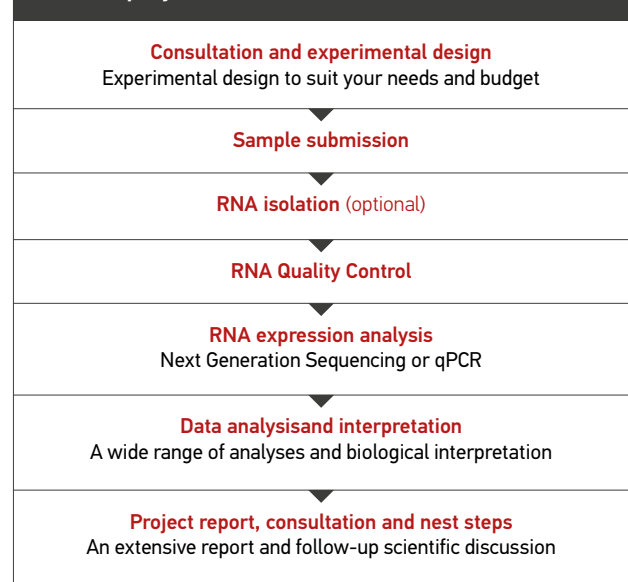 Consultation and experimental design
Experimental design to suit your needs and budget
Sample submission
RNA isolation (optional)
RNA Quality Control
RNA expression analysis
Next Generation Sequencing or qPCR
Data analysisand interpretation
A wide range of analyses and biological interpretation
Project report, consultation and nest steps
An extensive report and follow-up scientific discussion